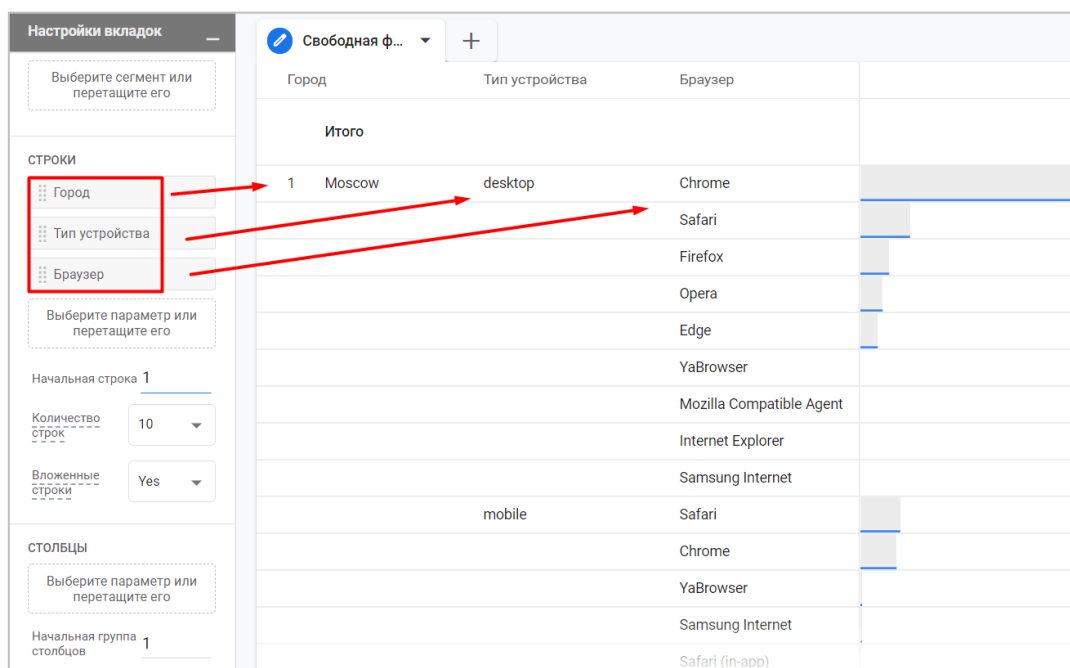 Настройки вкладок
Выберите сегмент или
перетащите его
СТРОКИ
Город
Тип устройства
Браузер
Выберите параметр или
перетащите его
Начальная строка 1
Количество
строк
10
Вложенные
строки
Yes
СТОЛБЦЫ
Выберите параметр или
перетащите его
Начальная группа
столбцов
1
Свободная ф...
Город Тип устройства Браузер
Итого
1 Moscow desktop Chrome
Safari
Firefox
Opera
Edge
YaBrowser
Mozilla Compatible Agent
Internet Explorer
Samsung Internet
mobile Safari
Chrome
YaBrowser
Samsung Internet
Safari (in-app)